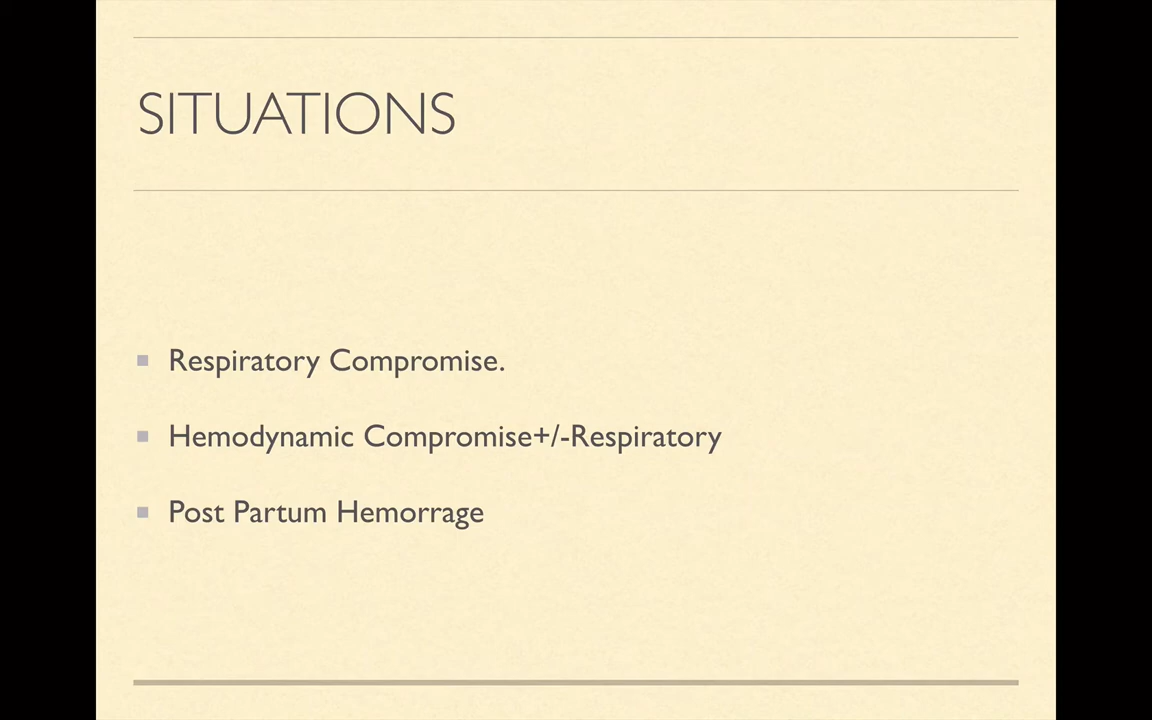 SITUATIONS
Respiratory Compromise.
Hemodynamic Compromise+/-Respiratory
Post Partum Hemorrage